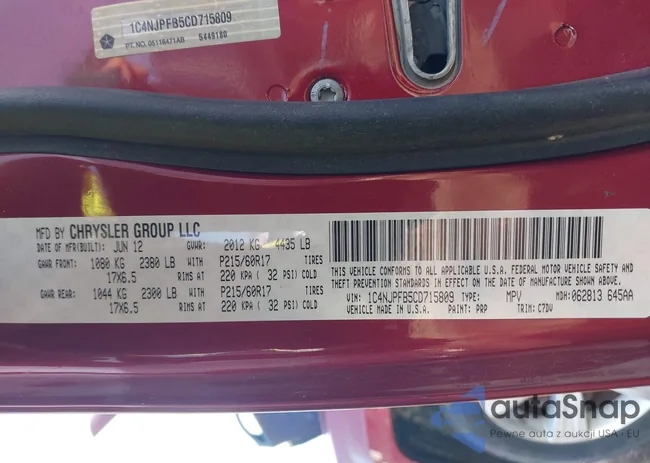 1C4NJPFB5CD715809
PT. NO. 05116471AB 5449180
MFD BY CHRYSLER GROUP LLC
DATE OF MFR(BUILT): JUN 12 GVWR: 2012 KG 4435 LB
GAWR FRONT: 1080 KG 2380 LB WITH P215/60R17 TIRES
17X6.5 RIMS AT 220 KPA ( 32 PSI) COLD
GAWR REAR: 1044 KG 2300 LB WITH P215/60R17 TIRES
17X6.5 RIMS AT 220 KPA ( 32 PSI) COLD
THIS VEHICLE CONFORMS TO ALL APPLICABLE U.S.A. FEDERAL MOTOR VEHICLE SAFETY AND
THEFT PREVENTION STANDARDS IN EFFECT ON THE DATE OF MANUFACTURE SHOWN ABOVE.
VIN: 1C4NJPFB5CD715809 TYPE: MPV MDH: 062813 645AA
VEHICLE MADE IN U.S.A. PAINT: PRP TRIM: C7DV
autoSnap
Pewne auta z aukcji USA • EU